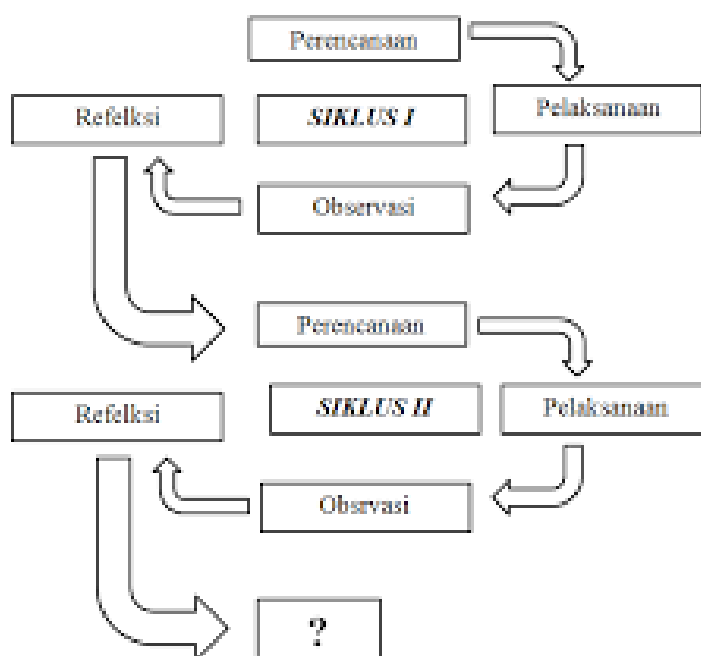 Perencanaan
Refelksi
SIKLUS I
Pelaksanaan
Observasi
Perencanaan
Refelksi
SIKLUS II
Pelaksanaan
Obsrvasi
?